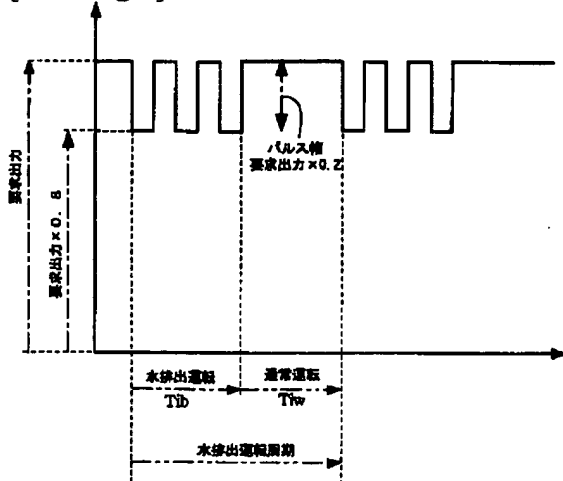 要求出力
要求出力×0.8
パルス幅
要求出力×0.2
水排出運転
Tib
通常運転
Tiw
水排出運転周期